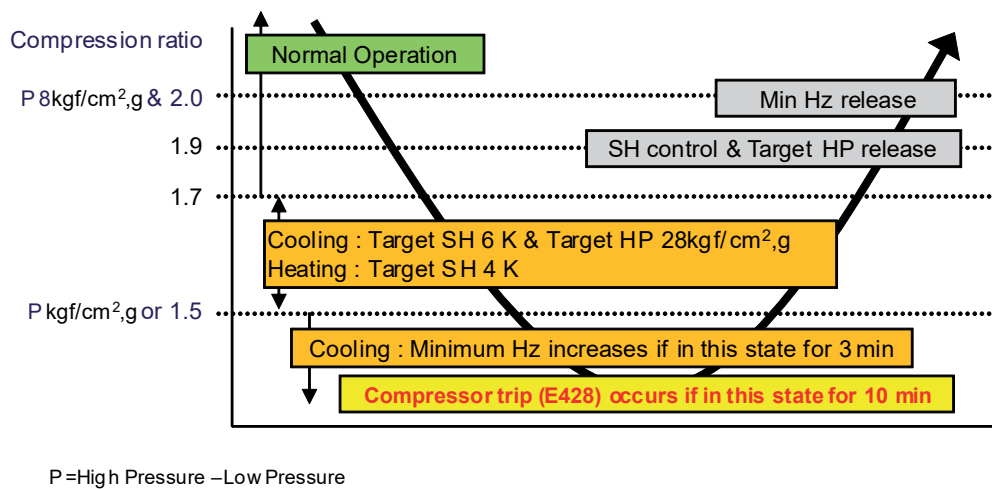 Compression ratio
Normal Operation
P 8kgf/cm²,g & 2.0
Min Hz release
1.9
SH control & Target HP release
1.7
Cooling : Target SH 6 K & Target HP 28kgf/cm²,g
Heating : Target SH 4 K
P kgf/cm²,g or 1.5
Cooling : Minimum Hz increases if in this state for 3 min
Compressor trip (E428) occurs if in this state for 10 min
P =High Pressure –Low Pressure